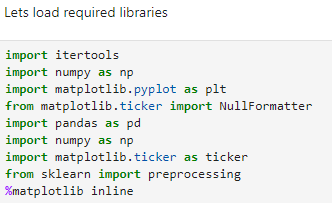 Lets load required libraries
import itertools
import numpy as np
import matplotlib.pyplot as plt
from matplotlib.ticker import NullFormatter
import pandas as pd
import numpy as np
import matplotlib.ticker as ticker
from sklearn import preprocessing
%matplotlib inline